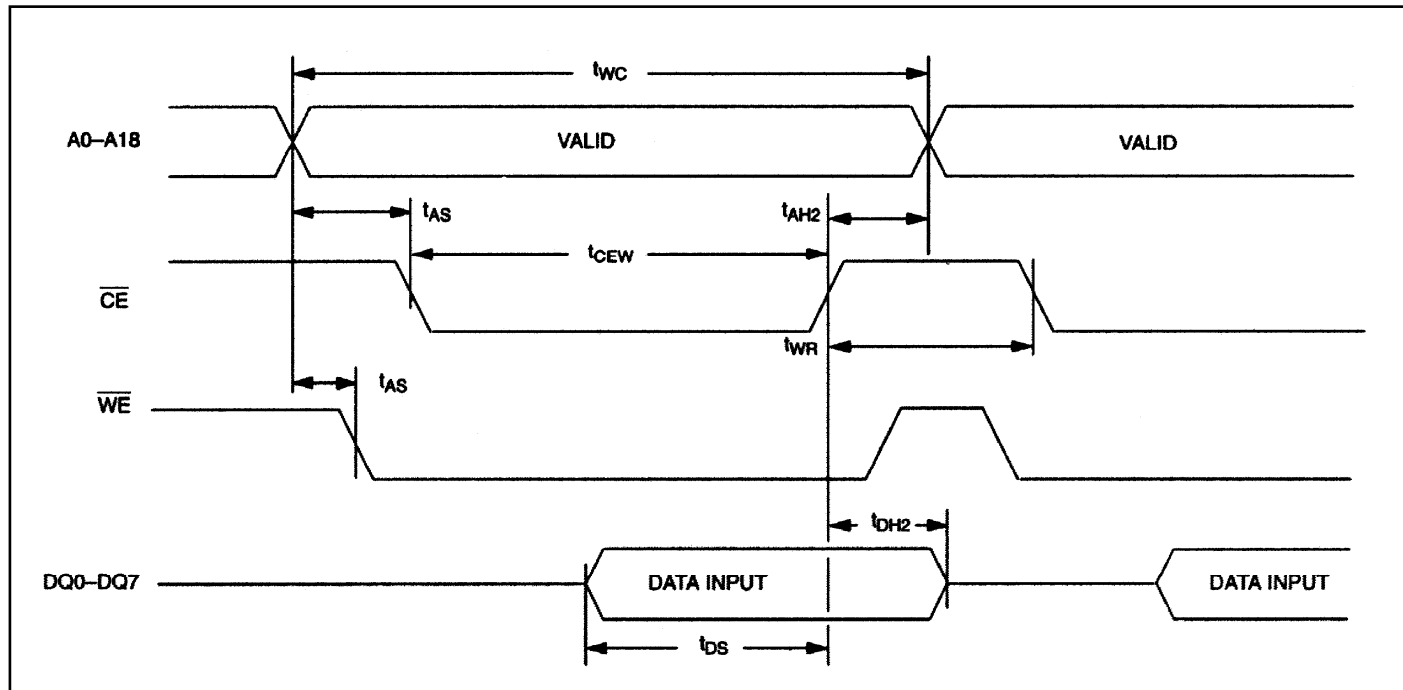 tWC
A0–A18
VALID
VALID
tAS
tAH2
tCEW
CE
tWR
tAS
WE
tDH2
DQ0–DQ7
DATA INPUT
DATA INPUT
tDS